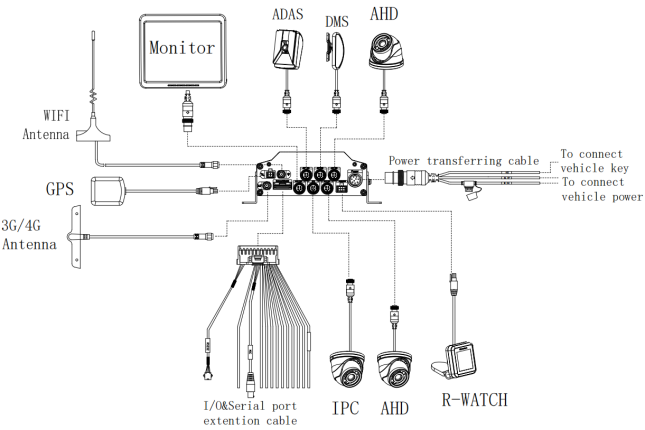 ADAS
DMS
AHD
Monitor
WIFI
Antenna
Power transferring cable
To connect
vehicle key
To connect
vehicle power
GPS
3G/4G
Antenna
I/O&Serial port
extention cable
IPC
AHD
R-WATCH